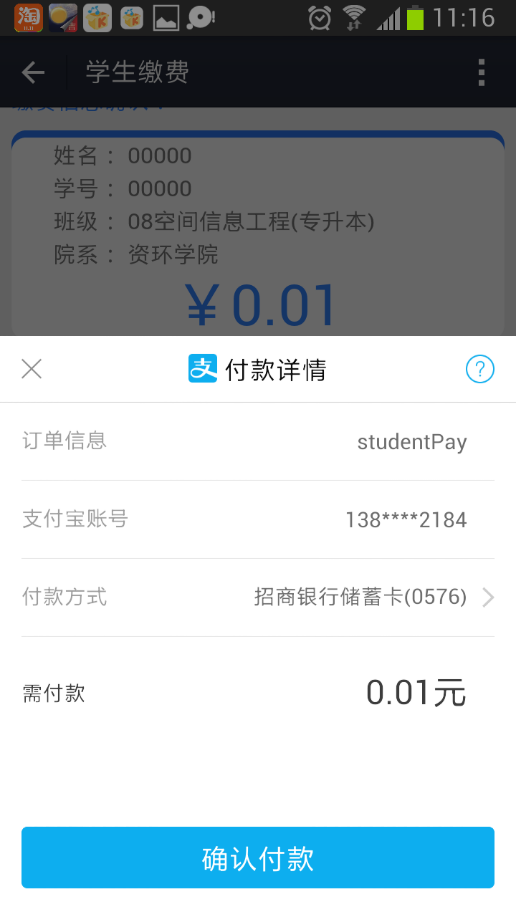 淘
11:16
学生缴费
姓名： 00000
学号： 00000
班级： 08空间信息工程(专升本)
院系： 资环学院
￥0.01
支 付款详情 ?
订单信息 studentPay
支付宝账号 138****2184
付款方式 招商银行储蓄卡(0576)
需付款 0.01元
确认付款